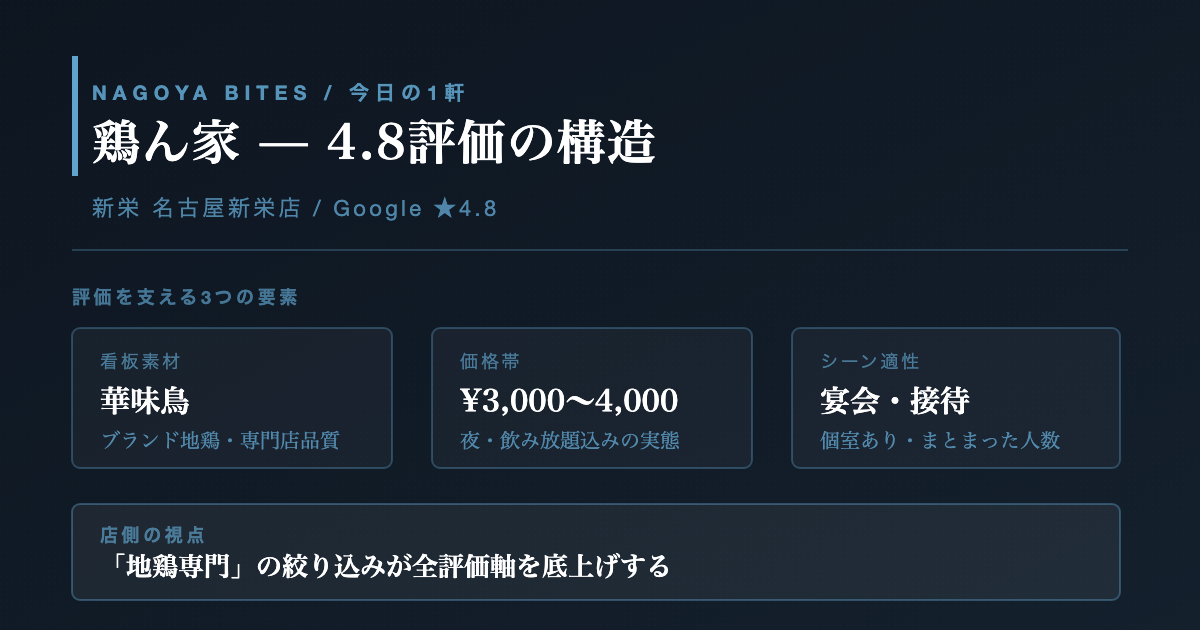 NAGOYA BITES / 今日の1軒
鶏ん家 — 4.8評価の構造
新栄 名古屋新栄店 / Google ★4.8
評価を支える3つの要素
看板素材
華味鳥
ブランド地鶏・専門店品質
価格帯
¥3,000〜4,000
夜・飲み放題込みの実態
シーン適性
宴会・接待
個室あり・まとまった人数
店側の視点
「地鶏専門」の絞り込みが全評価軸を底上げする